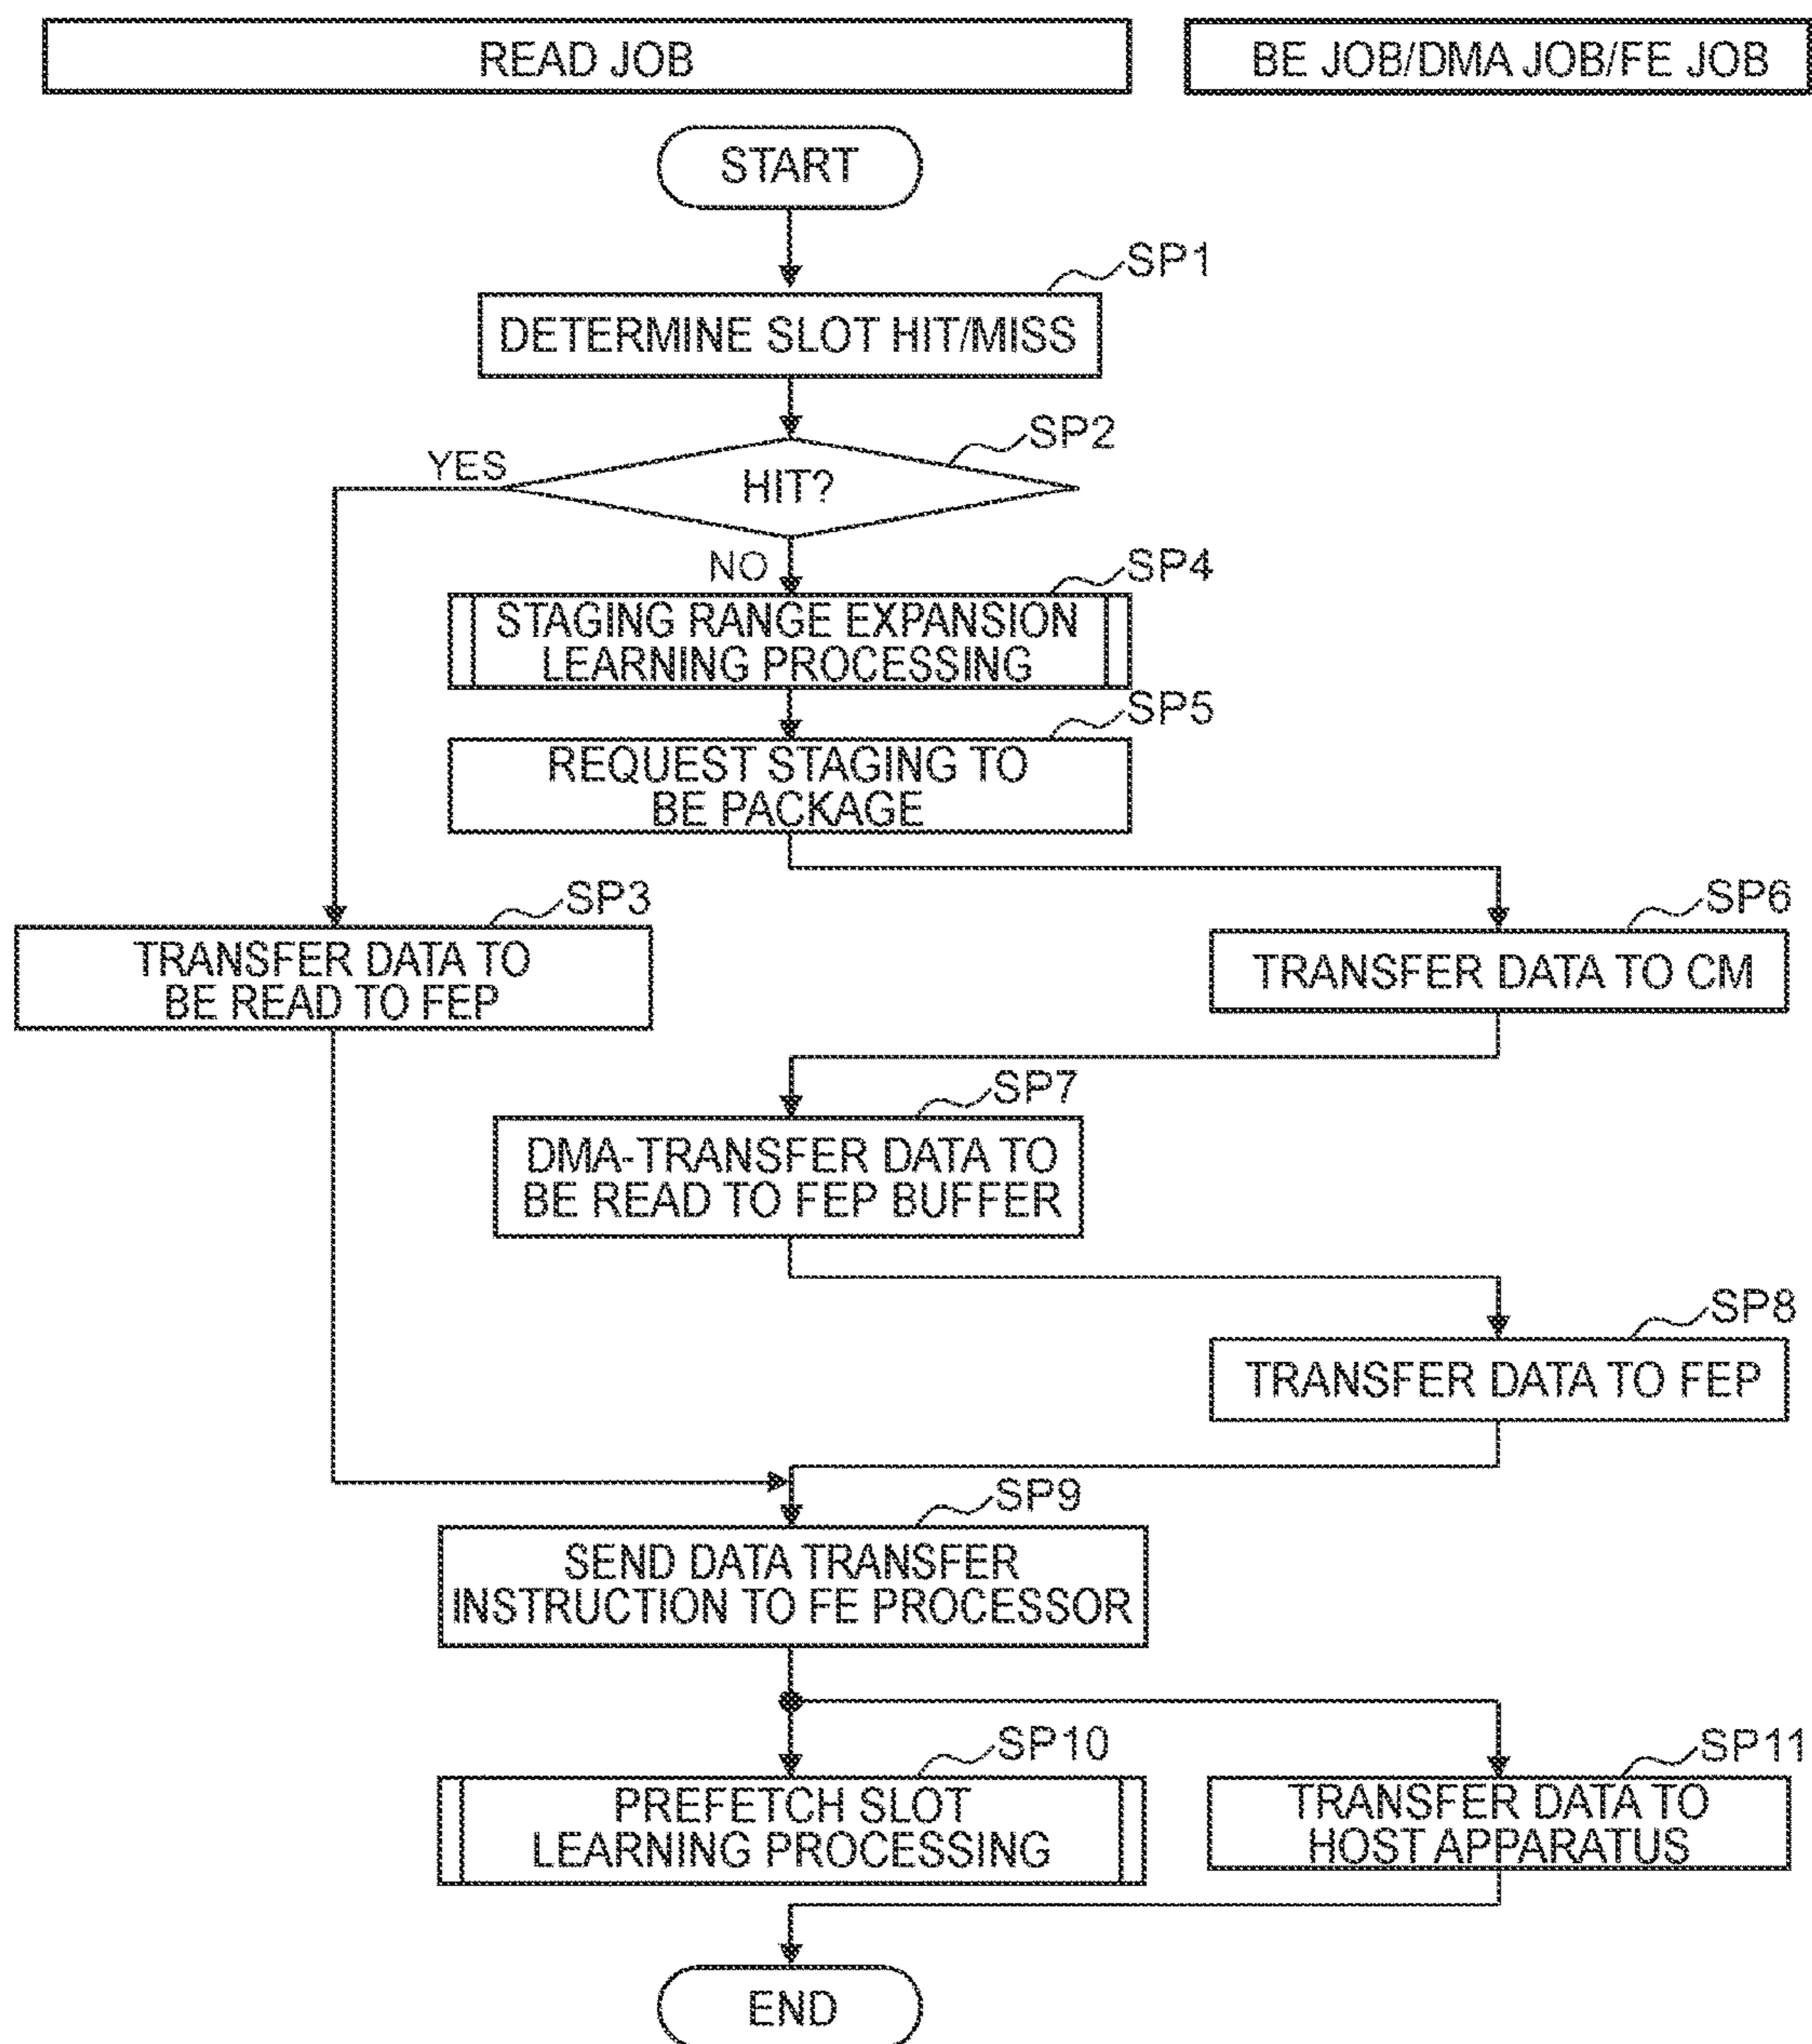 READ JOB
BE JOB/DMA JOB/FE JOB
START
SP1
DETERMINE SLOT HIT/MISS
SP2
YES
HIT?
NO
SP4
STAGING RANGE EXPANSION
LEARNING PROCESSING
SP5
REQUEST STAGING TO
BE PACKAGE
SP3
TRANSFER DATA TO
BE READ TO FEP
SP6
TRANSFER DATA TO CM
SP7
DMA-TRANSFER DATA TO
BE READ TO FEP BUFFER
SP8
TRANSFER DATA TO FEP
SP9
SEND DATA TRANSFER
INSTRUCTION TO FE PROCESSOR
SP10
PREFETCH SLOT
LEARNING PROCESSING
SP11
TRANSFER DATA TO
HOST APPARATUS
END